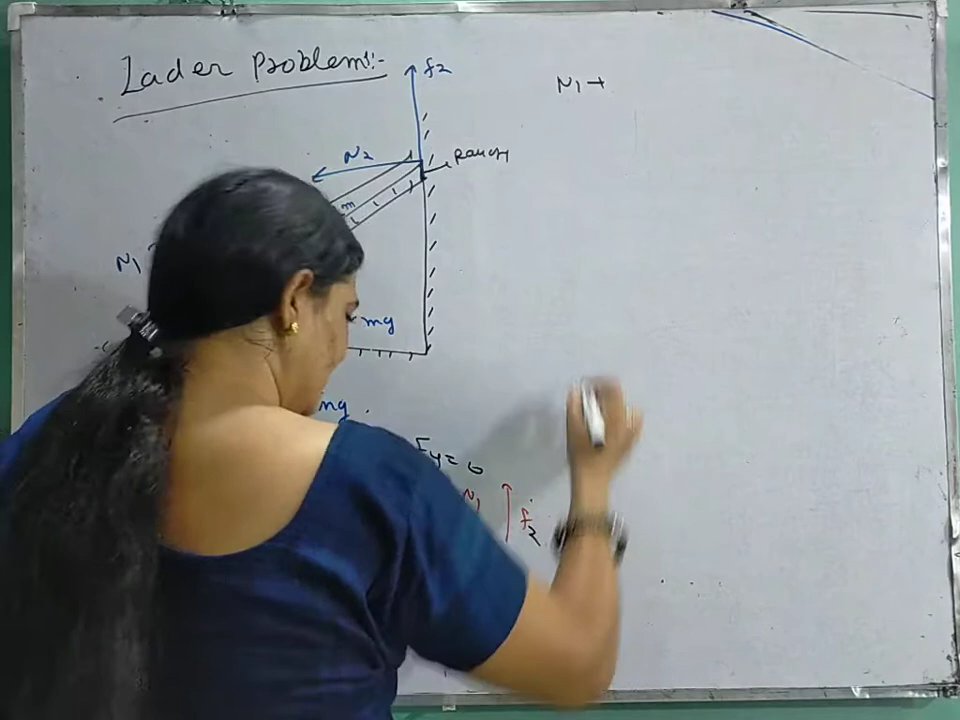 Lader Problem:-
f2
N1 +
N2
Rough
m
N1
mg
mg.
Fy = 0
N1
f2